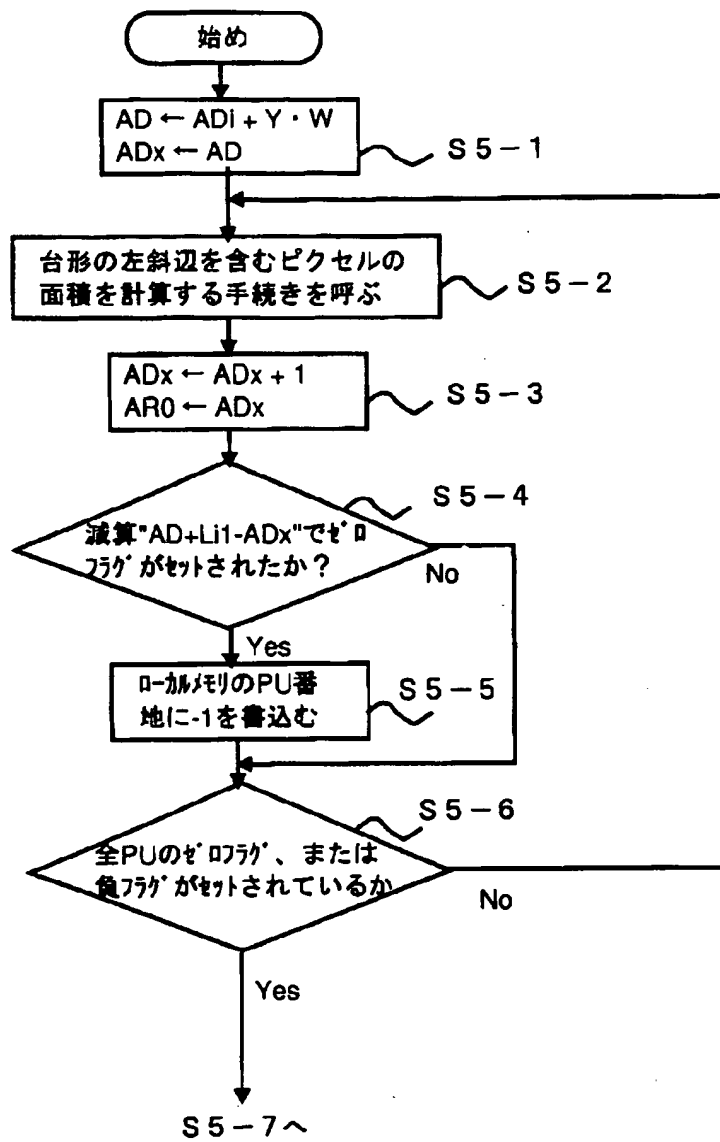 始め
AD ← ADi + Y・W
ADx ← AD
S5-1
台形の左斜辺を含むピクセルの
面積を計算する手続きを呼ぶ
S5-2
ADx ← ADx + 1
AR0 ← ADx
S5-3
S5-4
減算"AD+Li1-ADx"でｾﾞﾛ
ﾌﾗｸﾞがｾｯﾄされたか？
No
Yes
ﾛｰｶﾙﾒﾓﾘのPU番
地に-1を書込む
S5-5
S5-6
全PUのｾﾞﾛﾌﾗｸﾞ、または
負ﾌﾗｸﾞがｾｯﾄされているか
No
Yes
S5-7へ